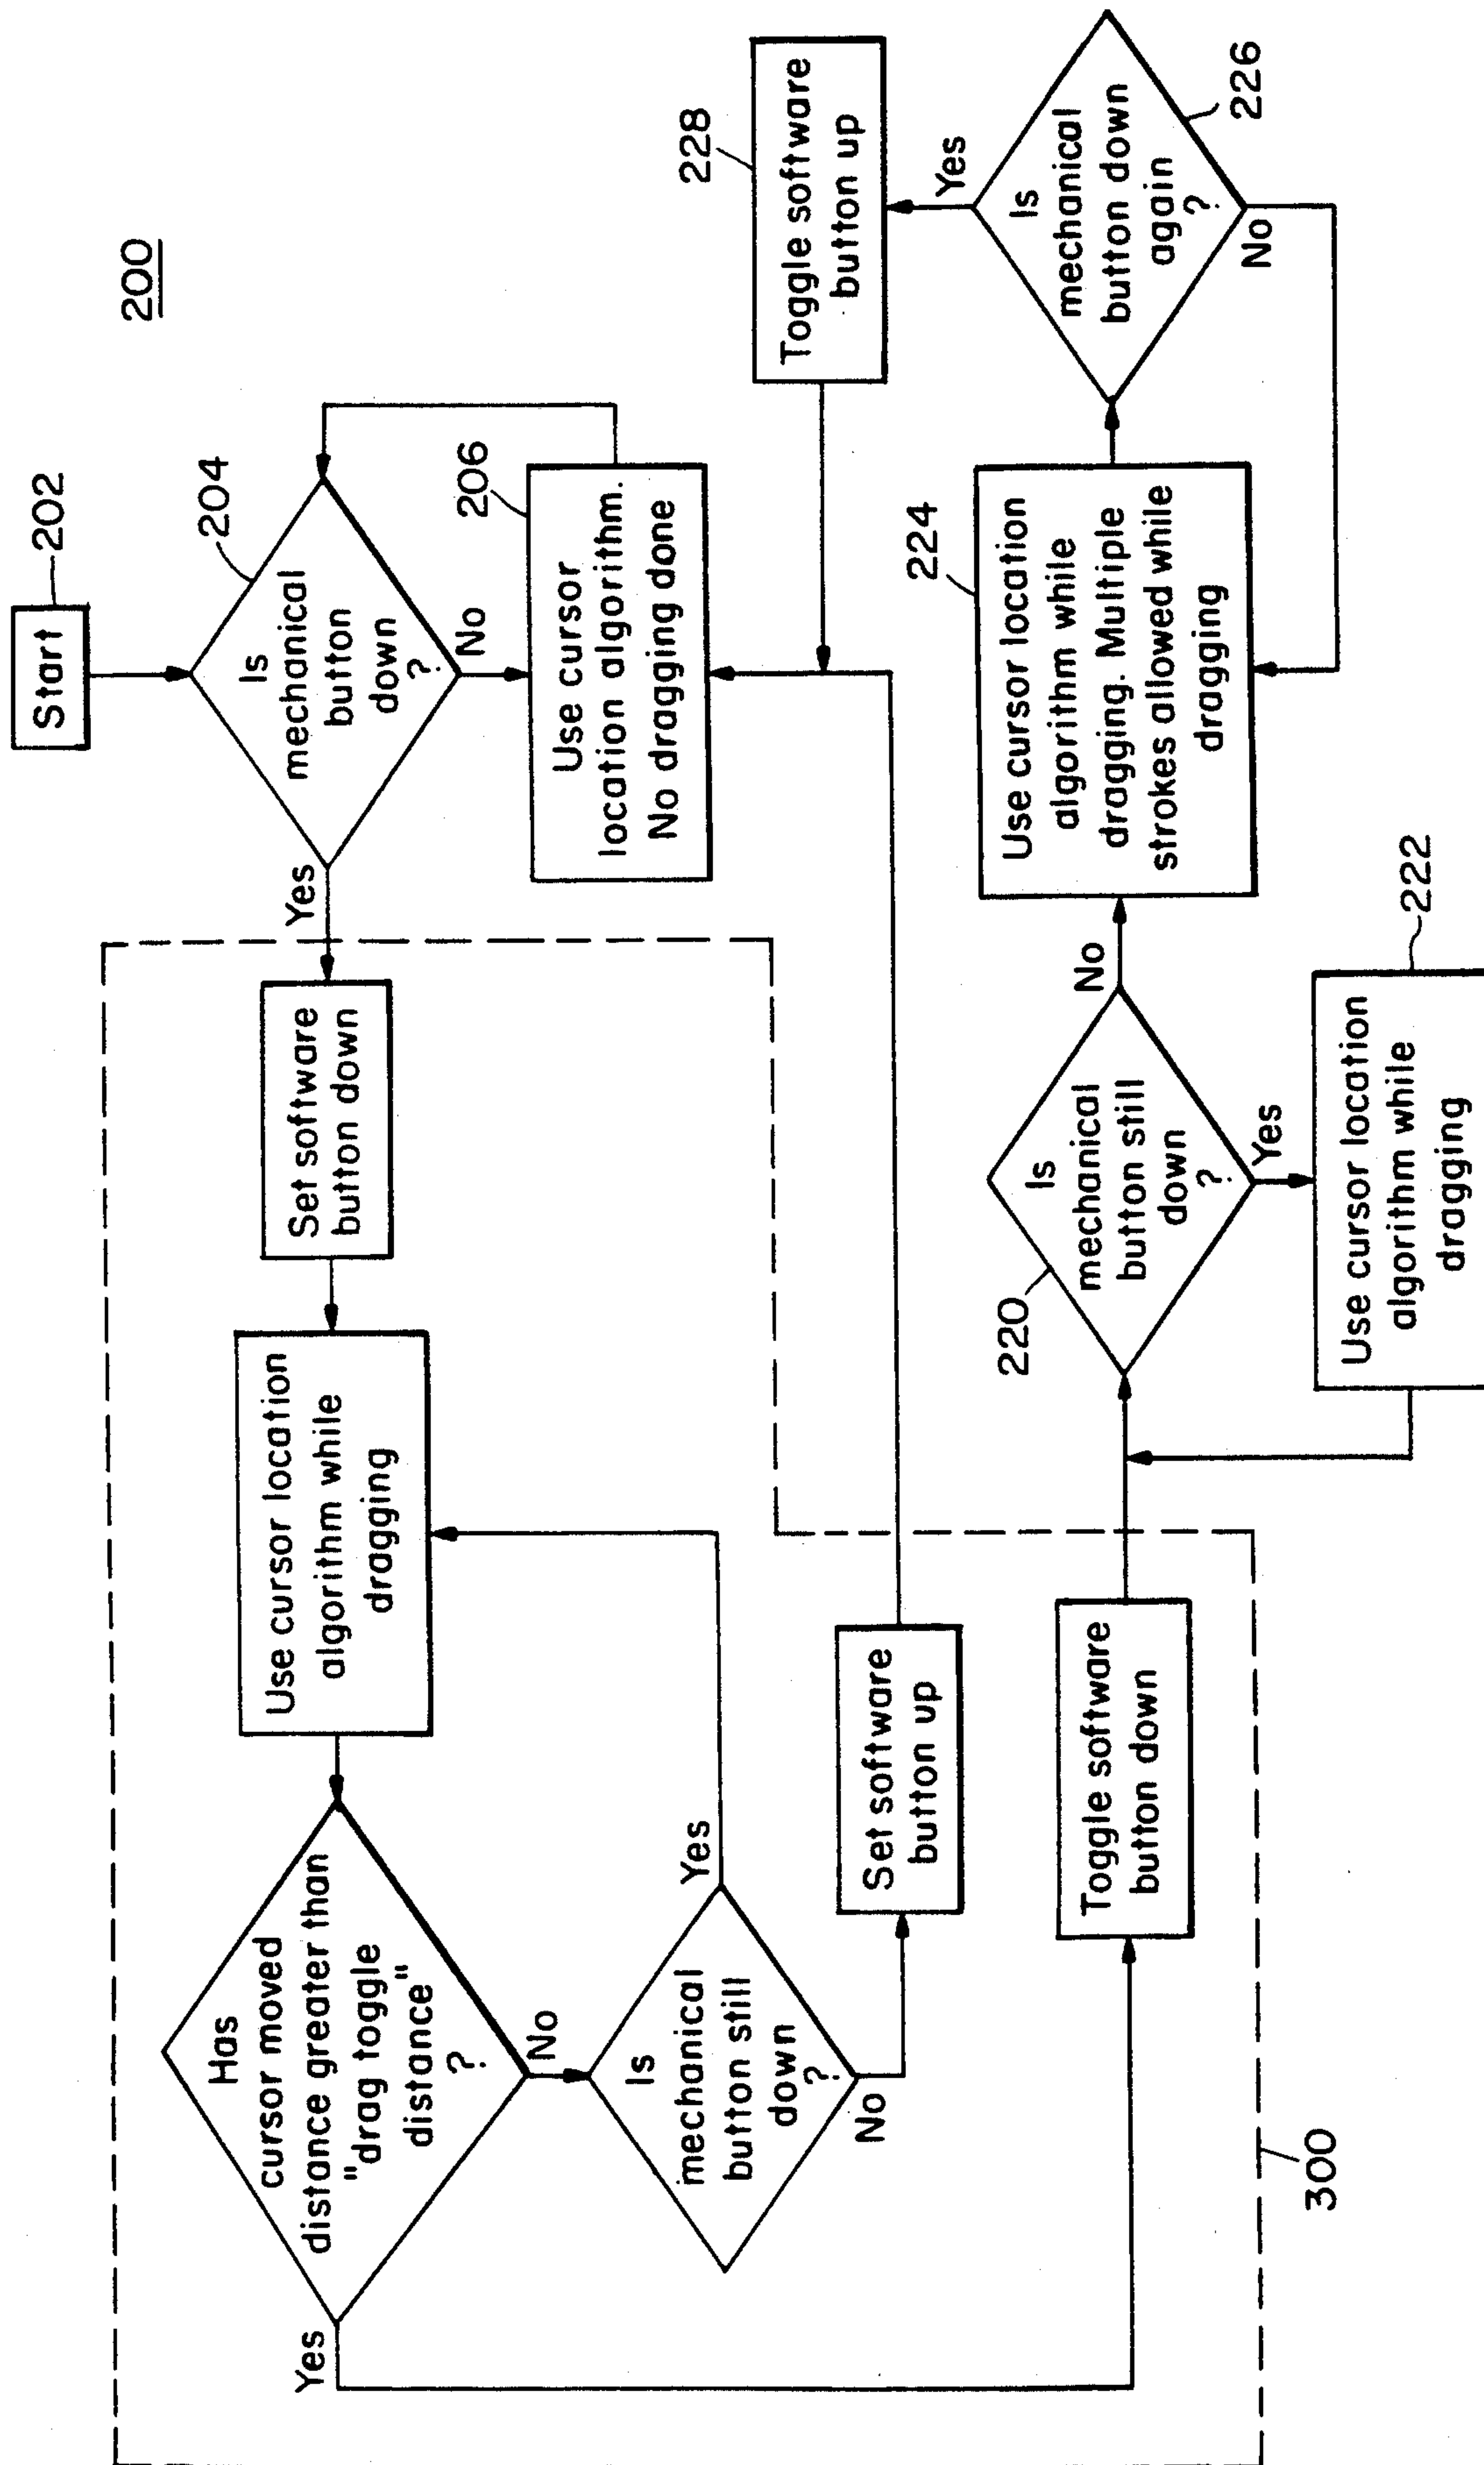 200
Start
202
Is
mechanical
button
down
?
204
Yes
No
Use cursor
location algorithm.
No dragging done
206
Set software
button down
Use cursor location
algorithm while
dragging
Has
cursor moved
distance greater than
"drag toggle
distance"
?
Yes
No
Is
mechanical
button still
down
?
Yes
No
Set software
button up
Toggle software
button down
300
Is
mechanical
button still
down
?
220
Yes
No
Use cursor location
algorithm while
dragging
222
Use cursor location
algorithm while
dragging. Multiple
strokes allowed while
dragging
224
Is
mechanical
button down
again
?
226
Yes
No
Toggle software
button up
228